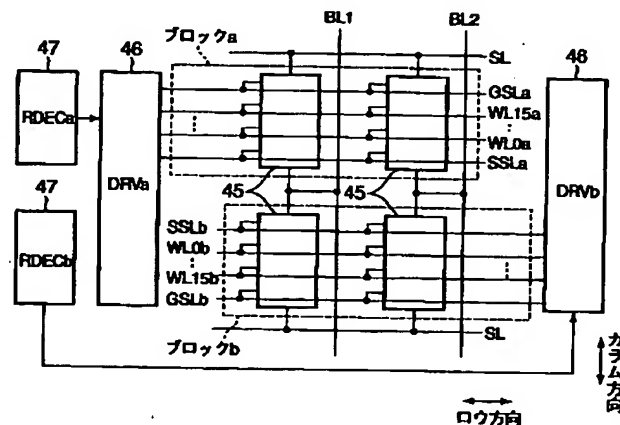 BL1
BL2
47
46
ブロックa
SL
46
RDECa
DRVa
GSLa
WL15a
WL0a
SSLa
DRVb
47
45
45
RDECb
SSLb
WL0b
WL15b
GSLb
SL
ブロックb
カラム方向
ロウ方向